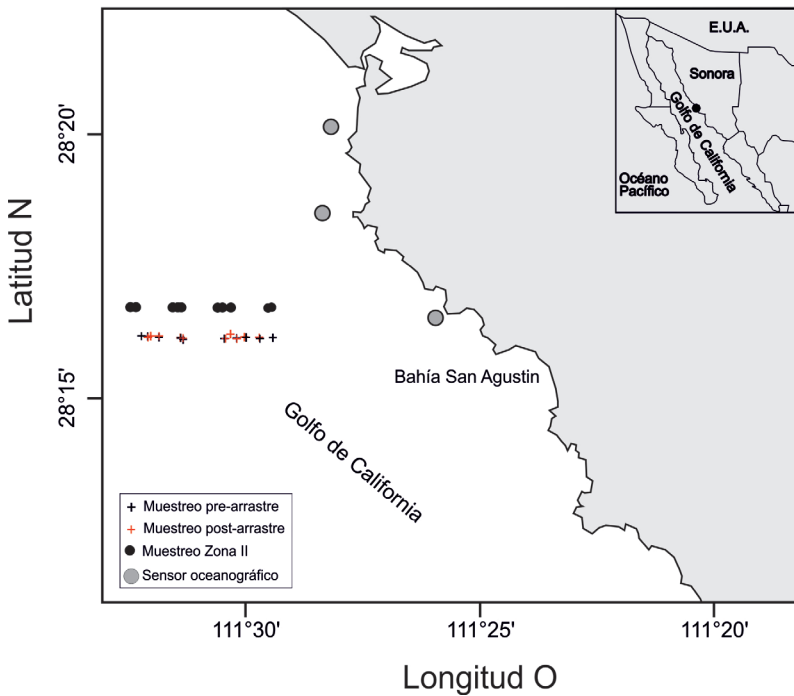 E.U.A.
Sonora
Golfo de California
Océano
Pacífico
28°20'
Latitud N
28°15'
Bahía San Agustin
Golfo de California
Muestreo pre-arrastre
Muestreo post-arrastre
Muestreo Zona II
Sensor oceanográfico
111°30'
111°25'
111°20'
Longitud O